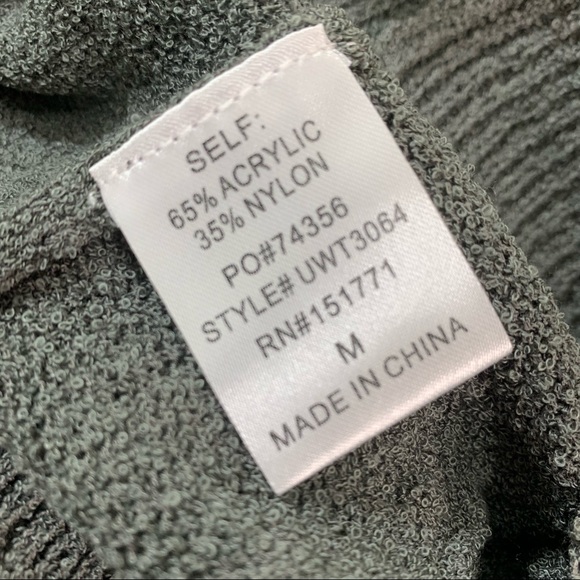 SELF:
65% ACRYLIC
35% NYLON
PO#74356
STYLE# UWT3064
RN#151771
M
MADE IN CHINA